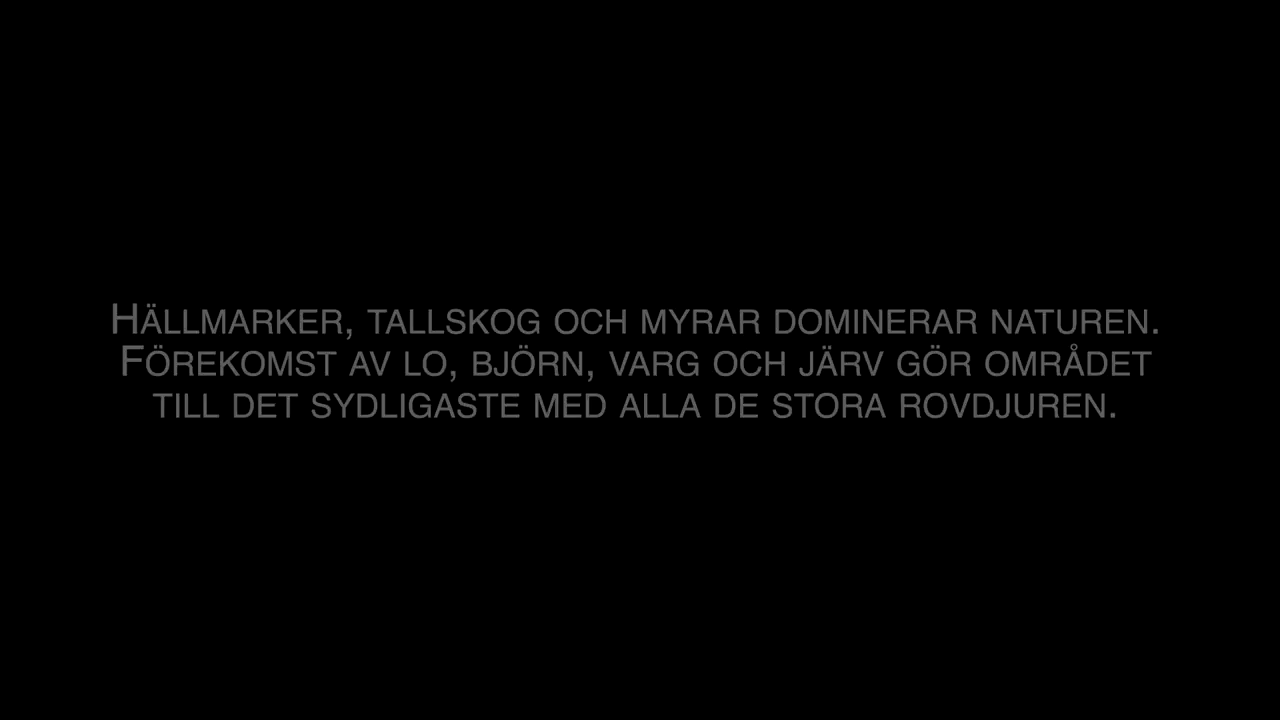 Hällmarker, tallskog och myrar dominerar naturen.
Förekomst av lo, björn, varg och järv gör området
till det sydligaste med alla de stora rovdjuren.